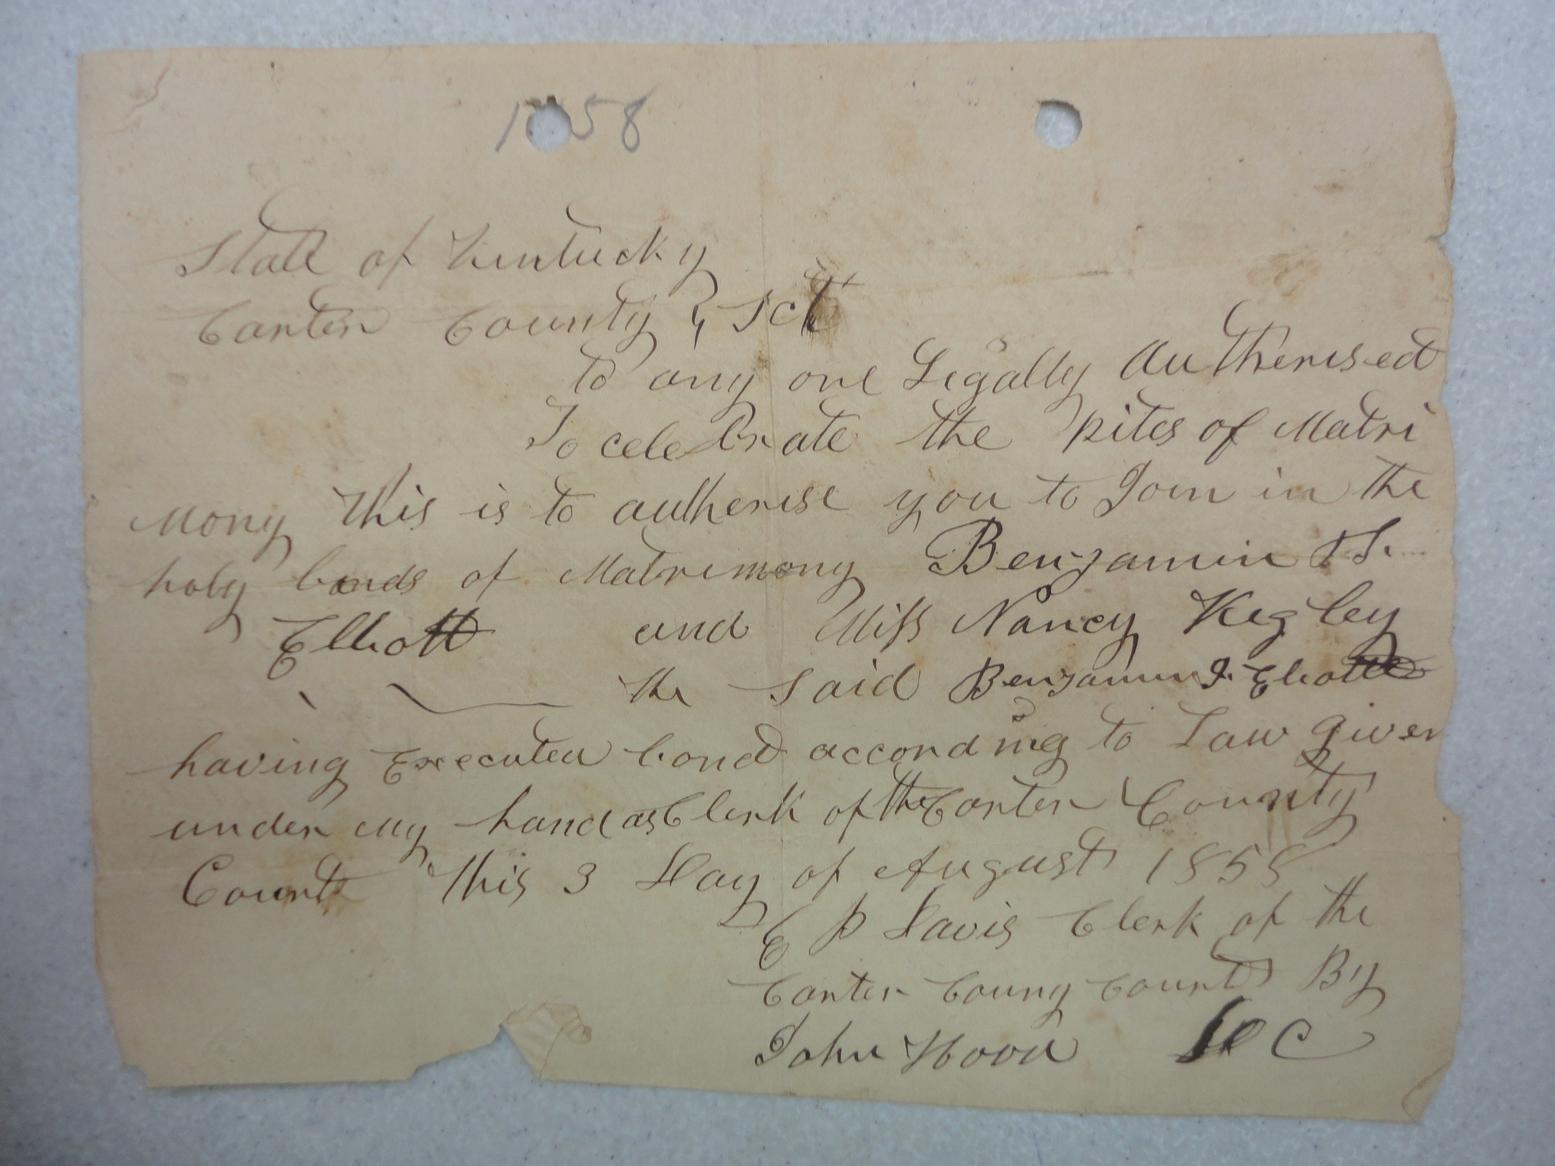 1858
State of Kentucky
Carter County } Sct
to any one Legally Autherised
To celebrate the Rites of Matri
mony this is to autherise you to Join in the
holy bonds of Matrimony Benjamin
Elliott and Miss Nancy Kegley
the said Benjamin Eliott
having Executed bond according to Law given
under my hand as Clerk of the Carter County
Court this 3 Day of August 1858
E P Davis Clerk of the
Carter Couny Court By
John Hood DC